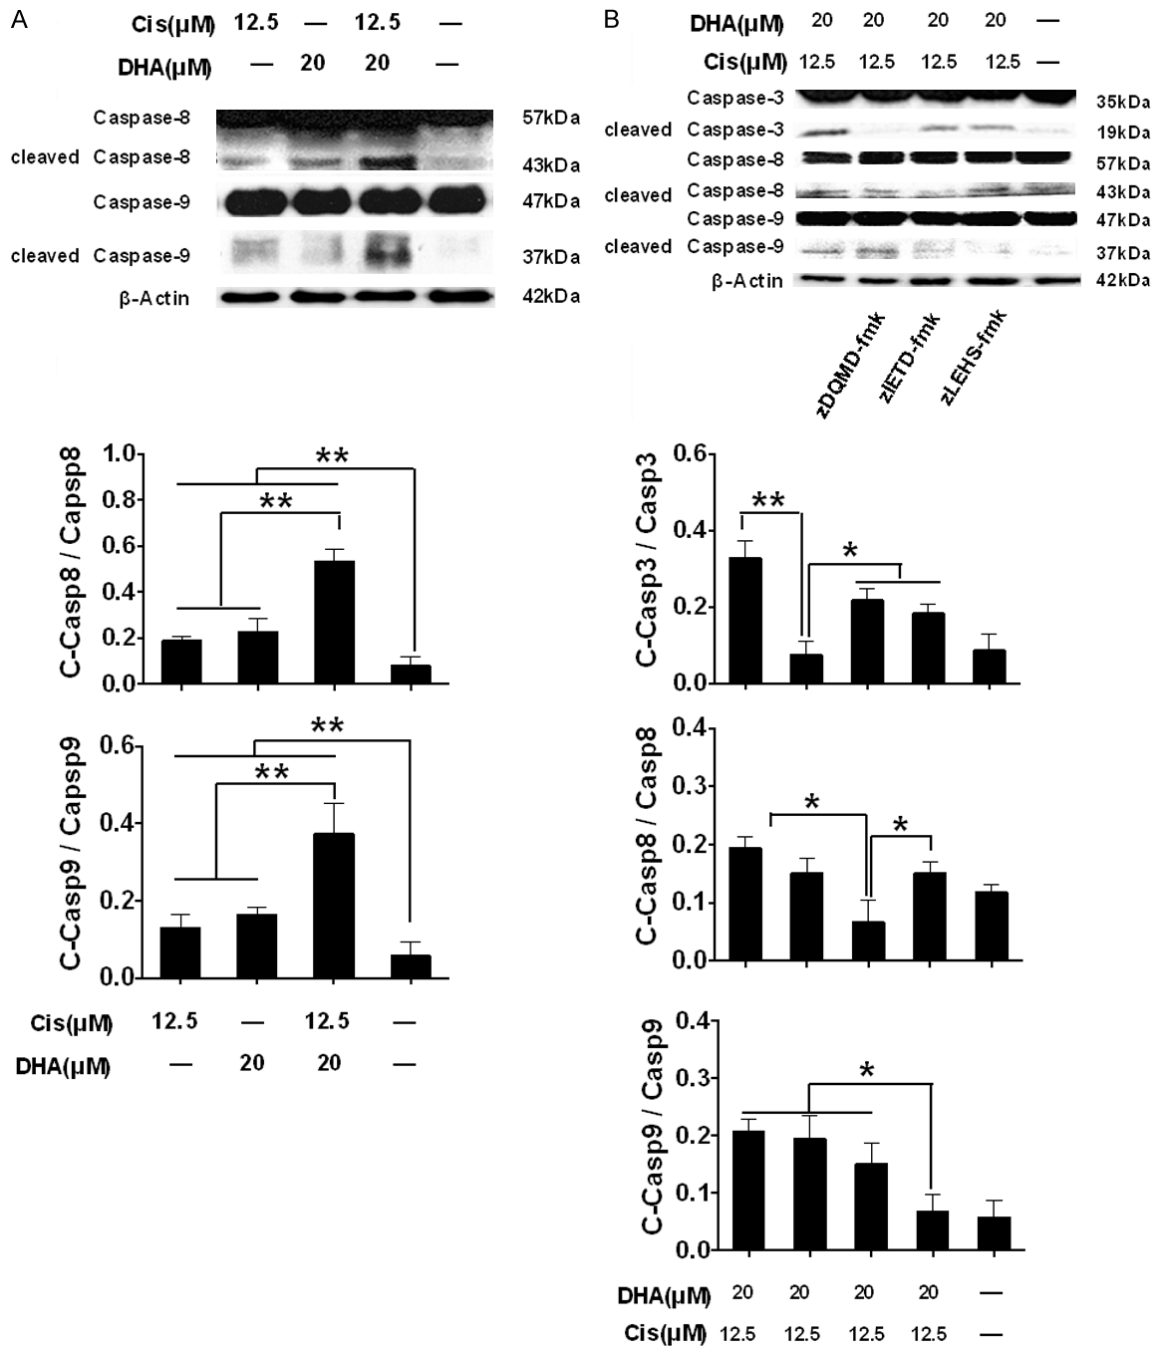 A
Cis(µM) 12.5 — 12.5 —
DHA(µM) — 20 20 —
Caspase-8 57kDa
cleaved Caspase-8 43kDa
Caspase-9 47kDa
cleaved Caspase-9 37kDa
β-Actin 42kDa
B
DHA(µM) 20 20 20 20 —
Cis(µM) 12.5 12.5 12.5 12.5 —
Caspase-3 35kDa
cleaved Caspase-3 19kDa
Caspase-8 57kDa
cleaved Caspase-8 43kDa
Caspase-9 47kDa
cleaved Caspase-9 37kDa
β-Actin 42kDa
zDQMD-fmk
zIETD-fmk
zLEHS-fmk
C-Casp8 / Capsp8
1.0
0.8
0.6
0.4
0.2
0.0
**
**
C-Casp9 / Capsp9
0.6
0.4
0.2
0.0
**
**
Cis(µM) 12.5 — 12.5 —
DHA(µM) — 20 20 —
C-Casp3 / Casp3
0.6
0.4
0.2
0.0
**
*
C-Casp8 / Casp8
0.4
0.3
0.2
0.1
0.0
*
*
C-Casp9 / Casp9
0.4
0.3
0.2
0.1
0.0
*
DHA(µM) 20 20 20 20 —
Cis(µM) 12.5 12.5 12.5 12.5 —